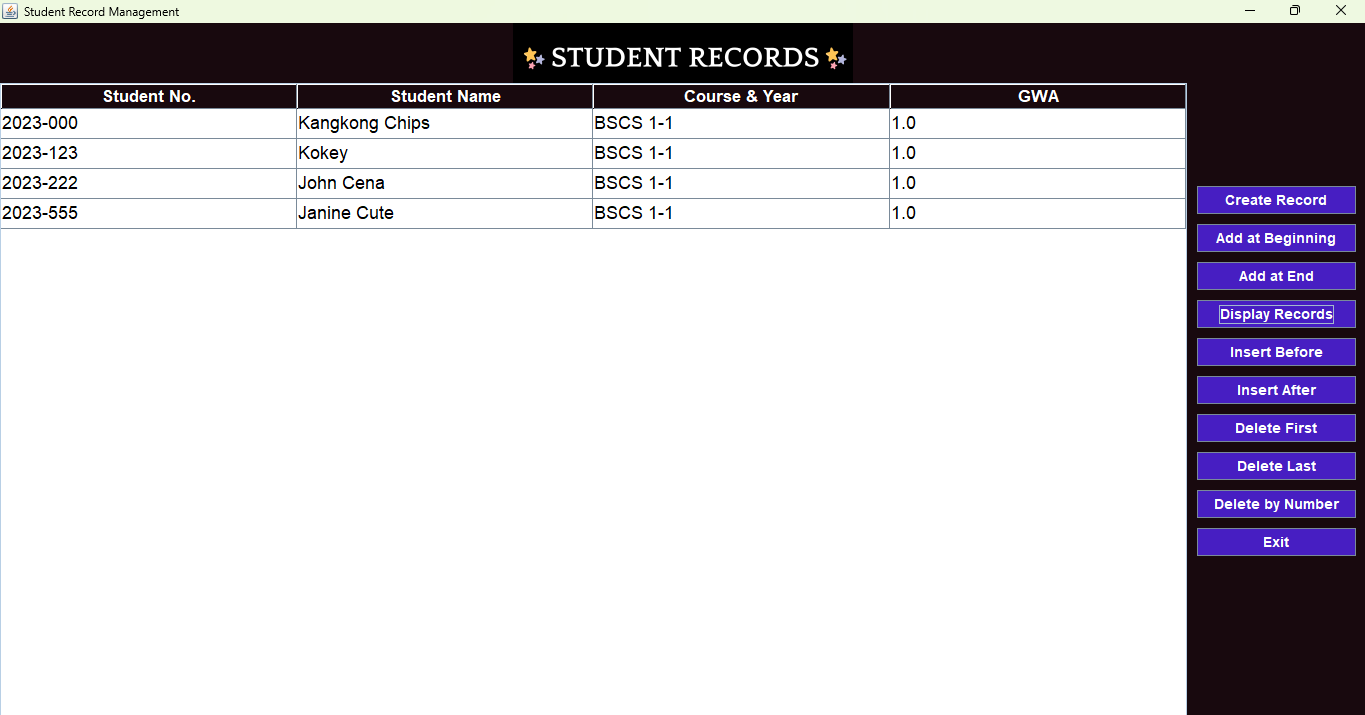 Student Record Management
STUDENT RECORDS
Student No. Student Name Course & Year GWA
2023-000 Kangkong Chips BSCS 1-1 1.0
2023-123 Kokey BSCS 1-1 1.0
2023-222 John Cena BSCS 1-1 1.0
2023-555 Janine Cute BSCS 1-1 1.0
Create Record
Add at Beginning
Add at End
Display Records
Insert Before
Insert After
Delete First
Delete Last
Delete by Number
Exit